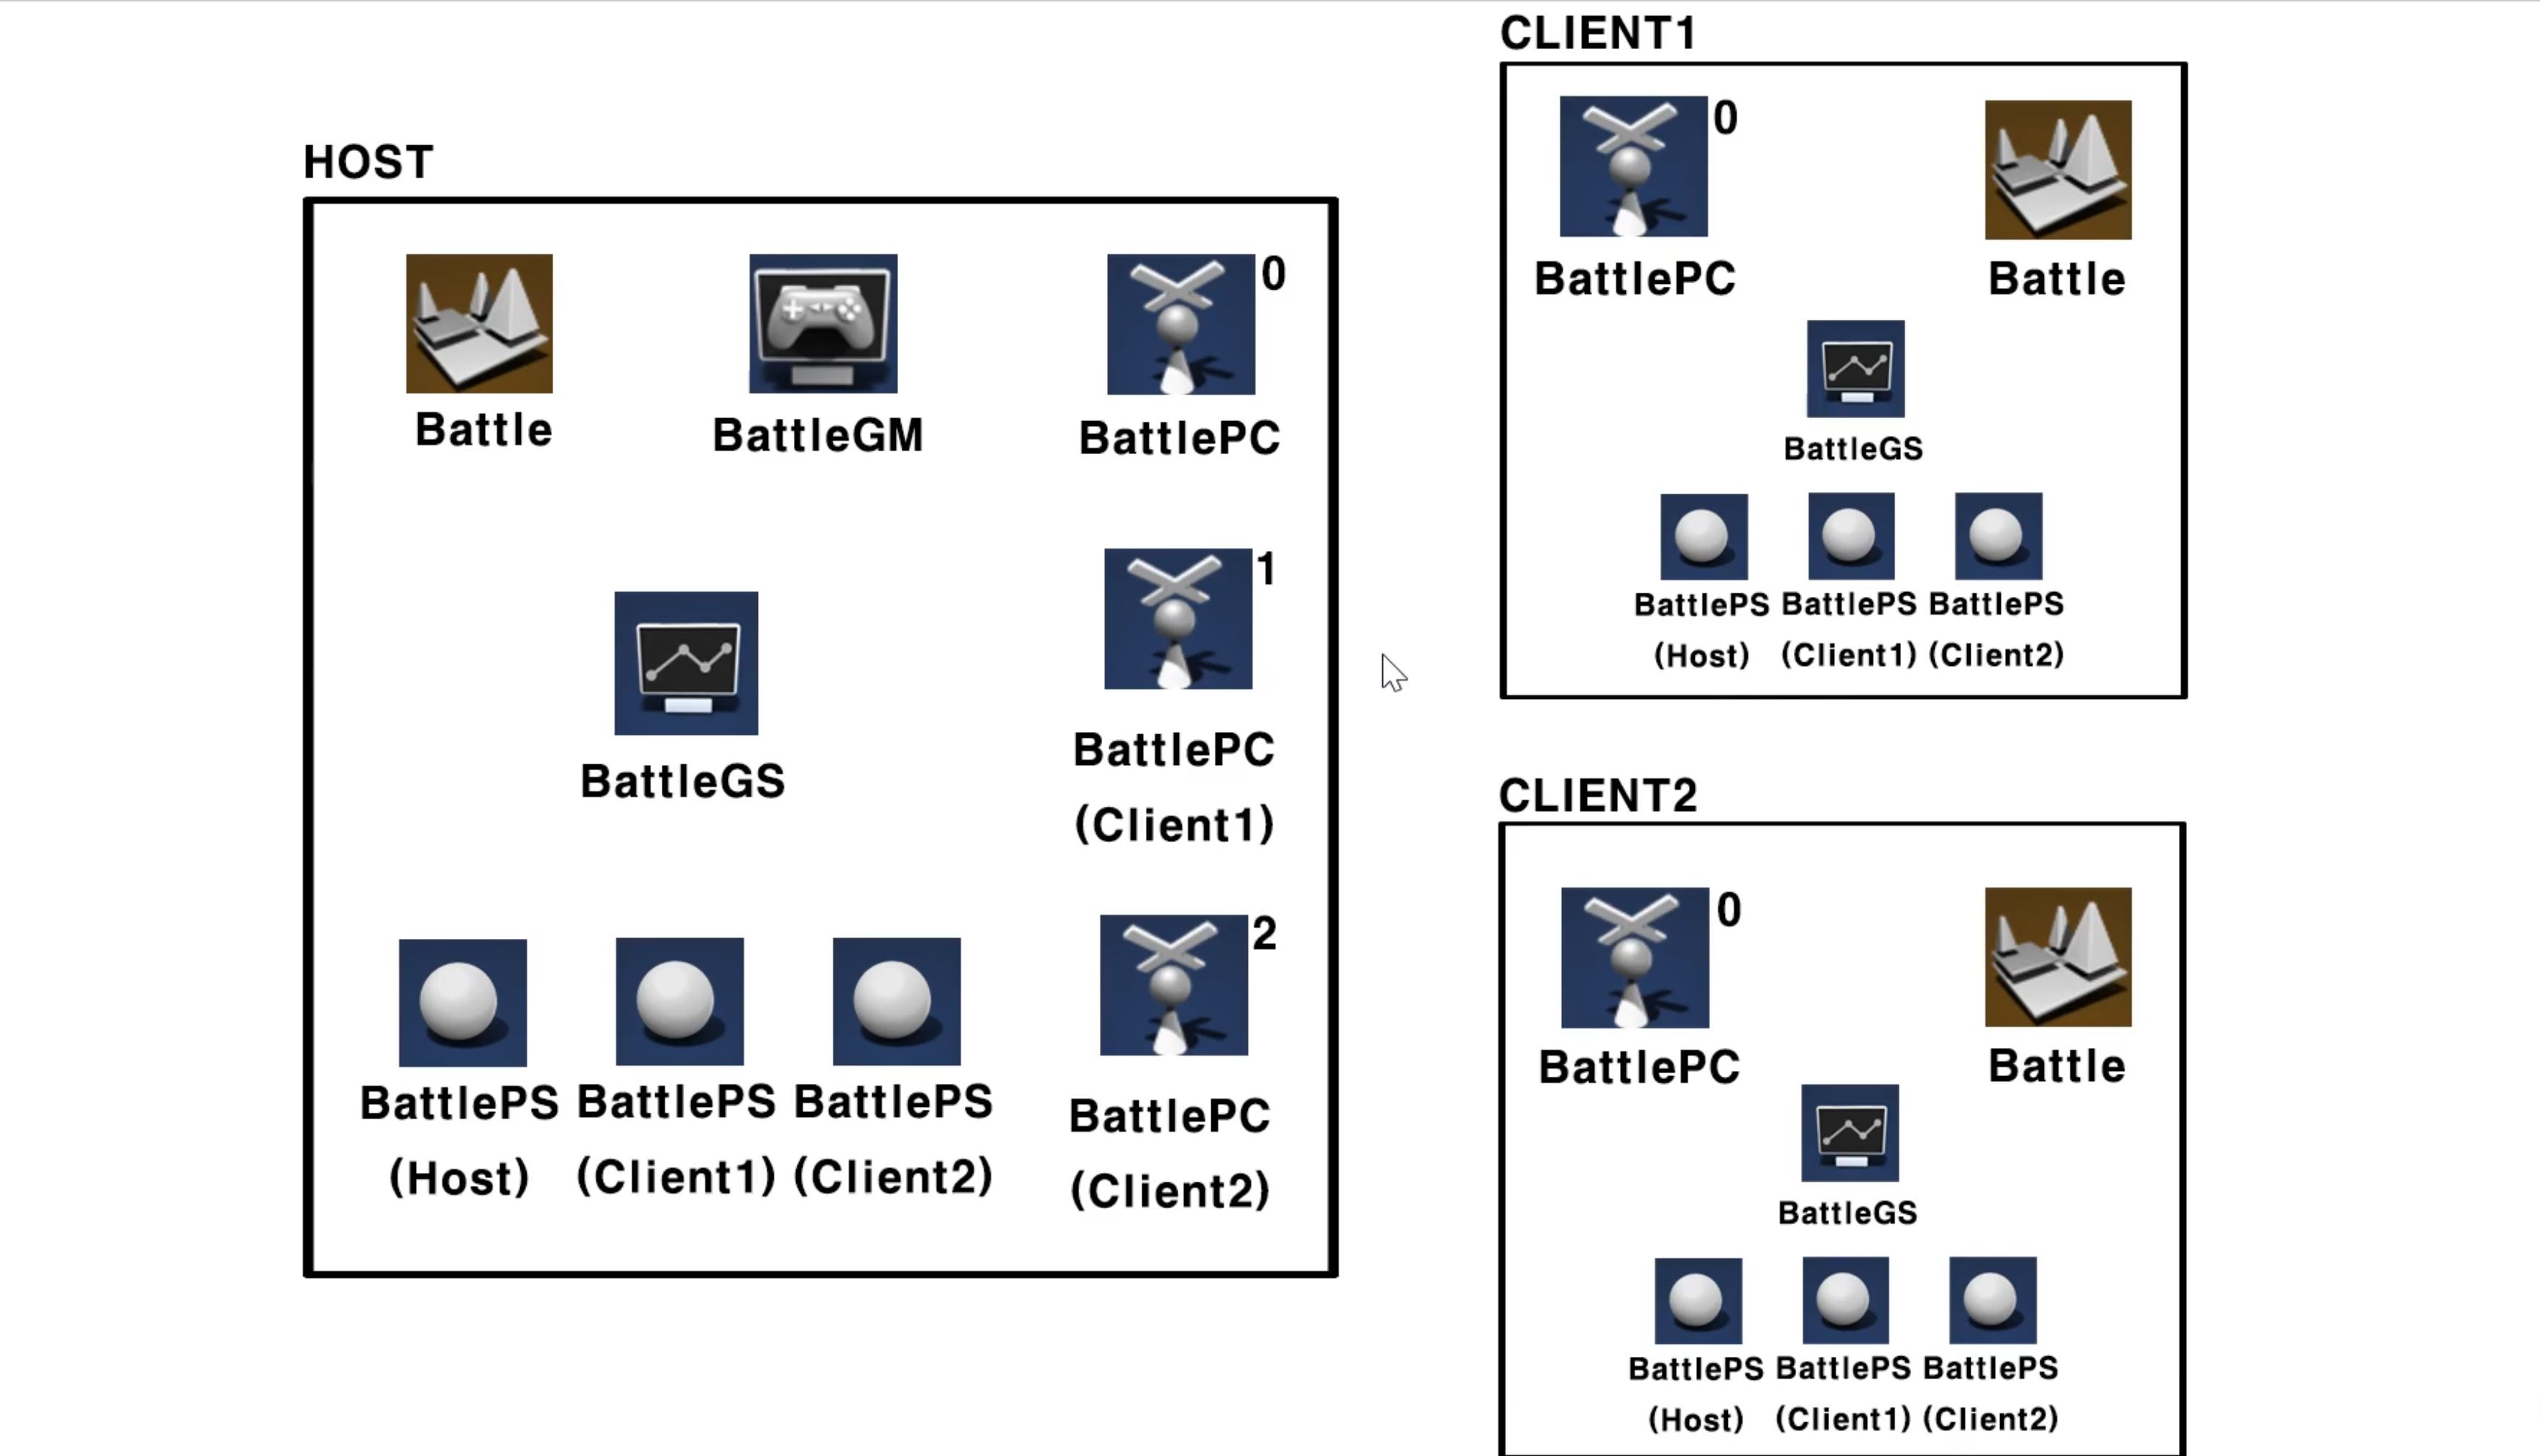 HOST
Battle
BattleGM
0
BattlePC
1
BattleGS
BattlePC
(Client1)
2
BattlePS BattlePS BattlePS
(Host) (Client1) (Client2)
BattlePC
(Client2)
CLIENT1
0
BattlePC
Battle
BattleGS
BattlePS BattlePS BattlePS
(Host) (Client1) (Client2)
CLIENT2
0
BattlePC
Battle
BattleGS
BattlePS BattlePS BattlePS
(Host) (Client1) (Client2)